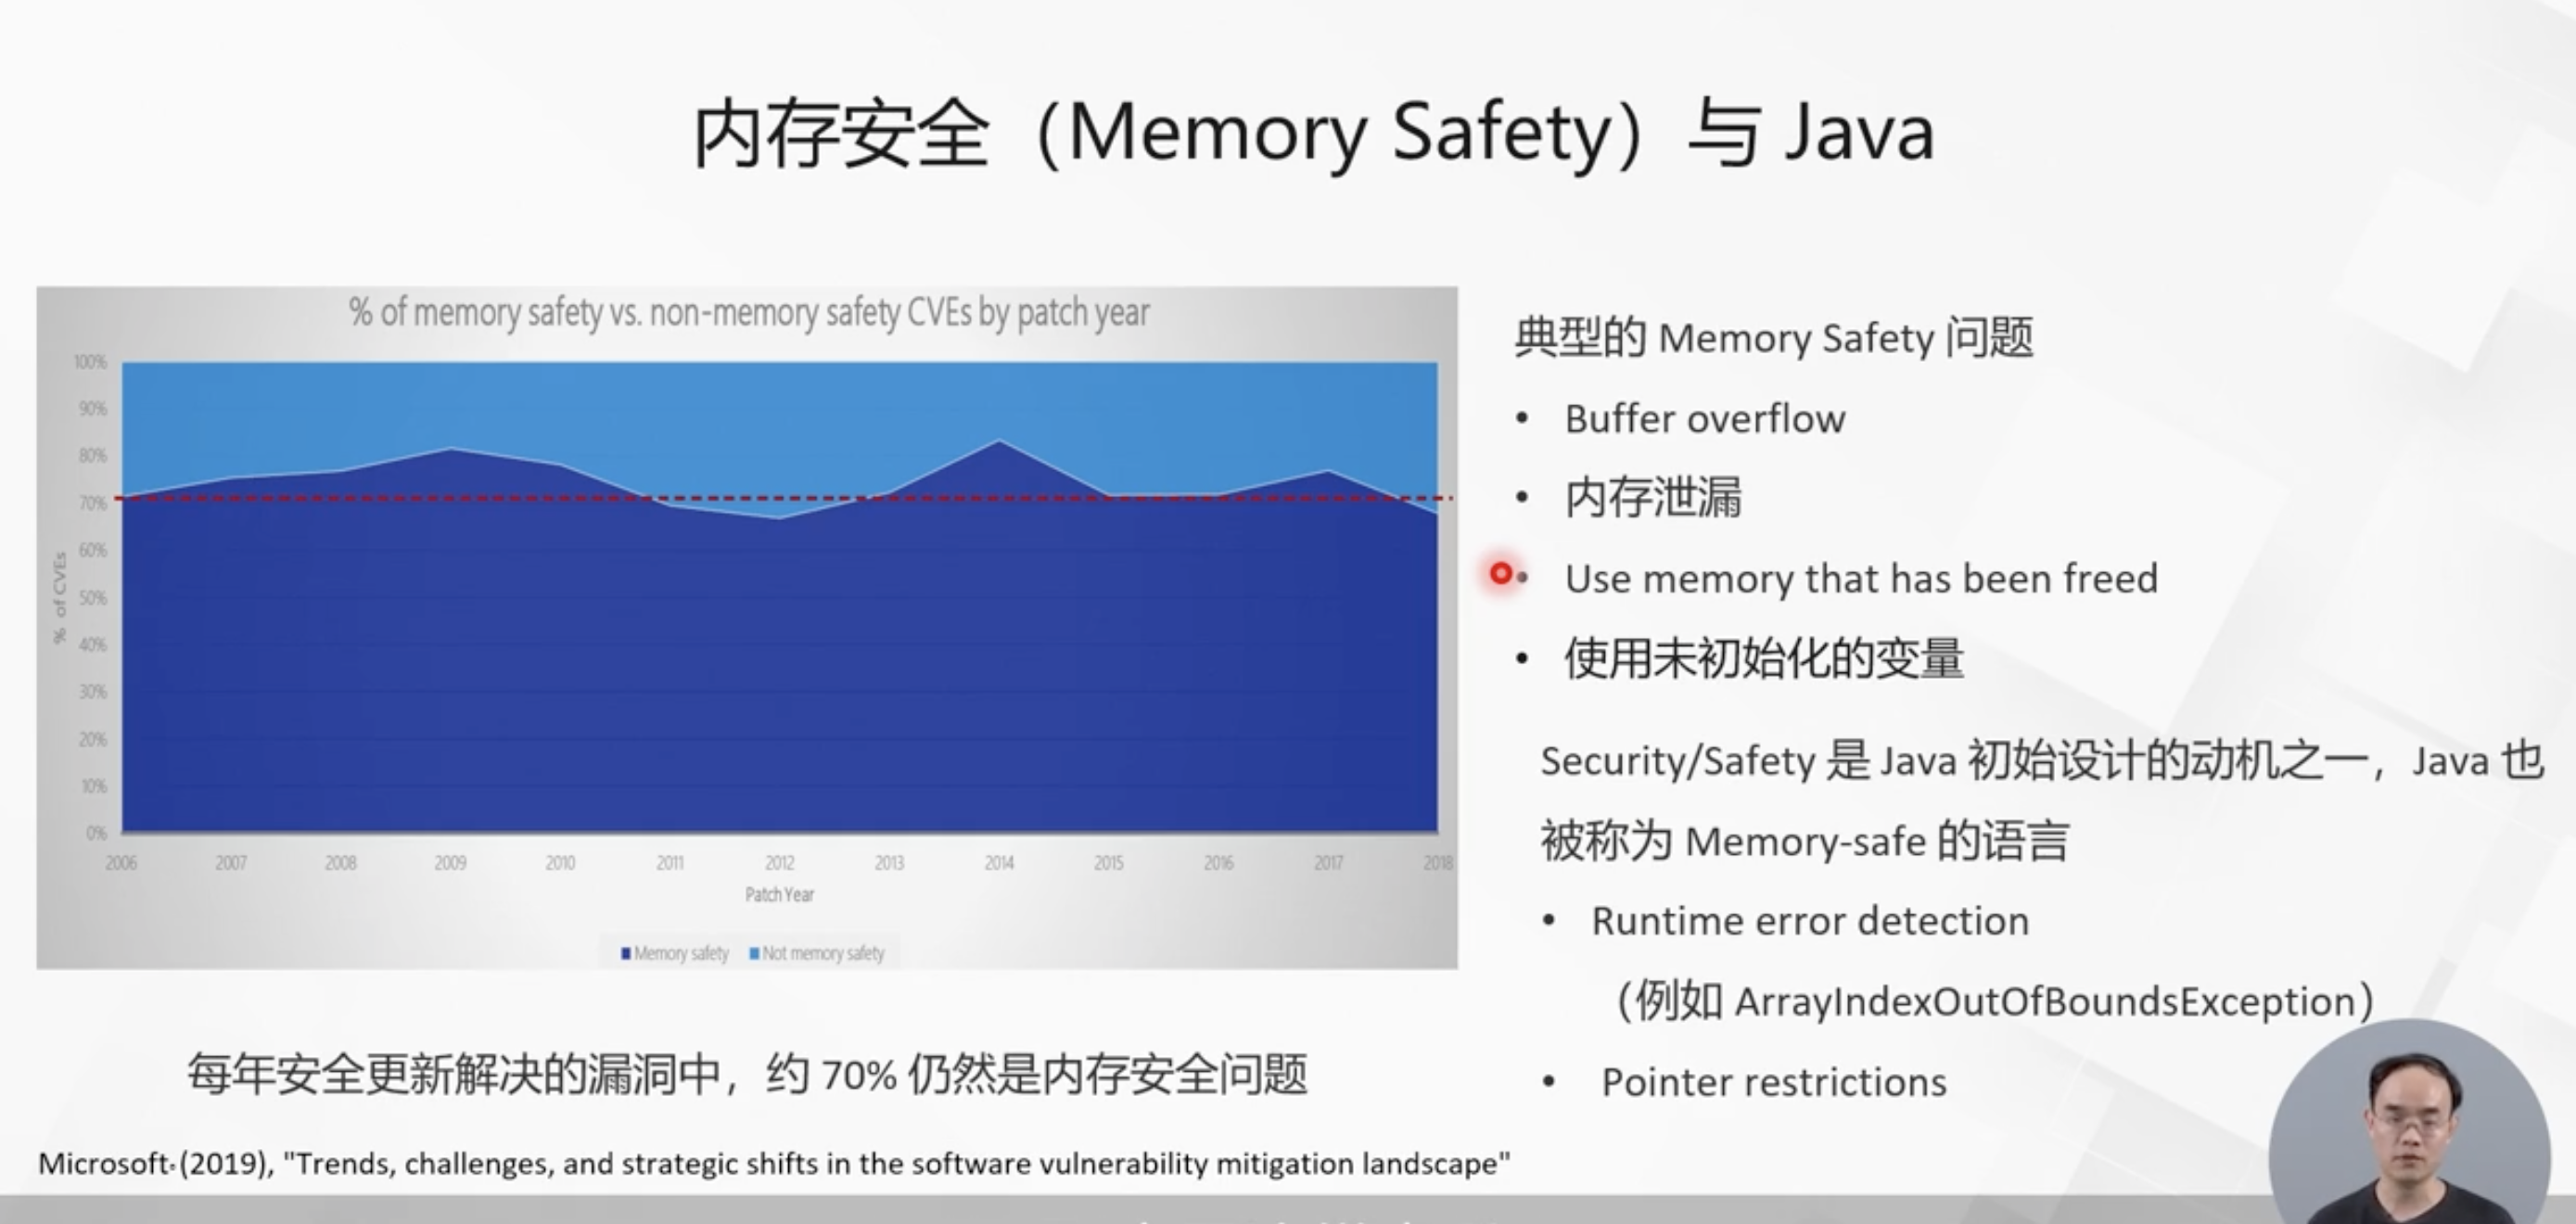 内存安全（Memory Safety）与 Java
% of memory safety vs. non-memory safety CVEs by patch year
100%
90%
80%
70%
60%
50%
40%
30%
20%
10%
0%
% of CVEs
2006 2007 2008 2009 2010 2011 2012 2013 2014 2015 2016 2017 2018
Patch Year
Memory safety Not memory safety
每年安全更新解决的漏洞中，约 70% 仍然是内存安全问题
Microsoft (2019), "Trends, challenges, and strategic shifts in the software vulnerability mitigation landscape"
典型的 Memory Safety 问题
• Buffer overflow
• 内存泄漏
• Use memory that has been freed
• 使用未初始化的变量
Security/Safety 是 Java 初始设计的动机之一，Java 也
被称为 Memory-safe 的语言
• Runtime error detection
（例如 ArrayIndexOutOfBoundsException）
• Pointer restrictions